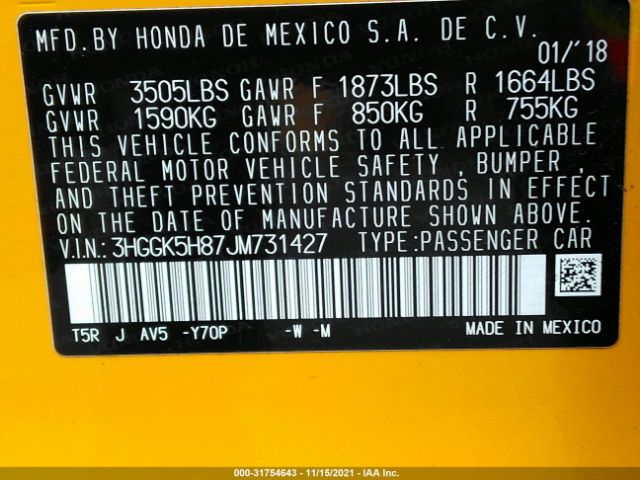 MFD.BY HONDA DE MEXICO S.A. DE C.V.
01/'18
GVWR 3505LBS GAWR F 1873LBS R 1664LBS
GVWR 1590KG GAWR F 850KG R 755KG
THIS VEHICLE CONFORMS TO ALL APPLICABLE
FEDERAL MOTOR VEHICLE SAFETY , BUMPER ,
AND THEFT PREVENTION STANDARDS IN EFFECT
ON THE DATE OF MANUFACTURE SHOWN ABOVE.
V.I.N.:3HGGK5H87JM731427 TYPE:PASSENGER CAR
T5R J AV5 -Y70P -W -M MADE IN MEXICO
000-31754643 - 11/15/2021 - IAA Inc.